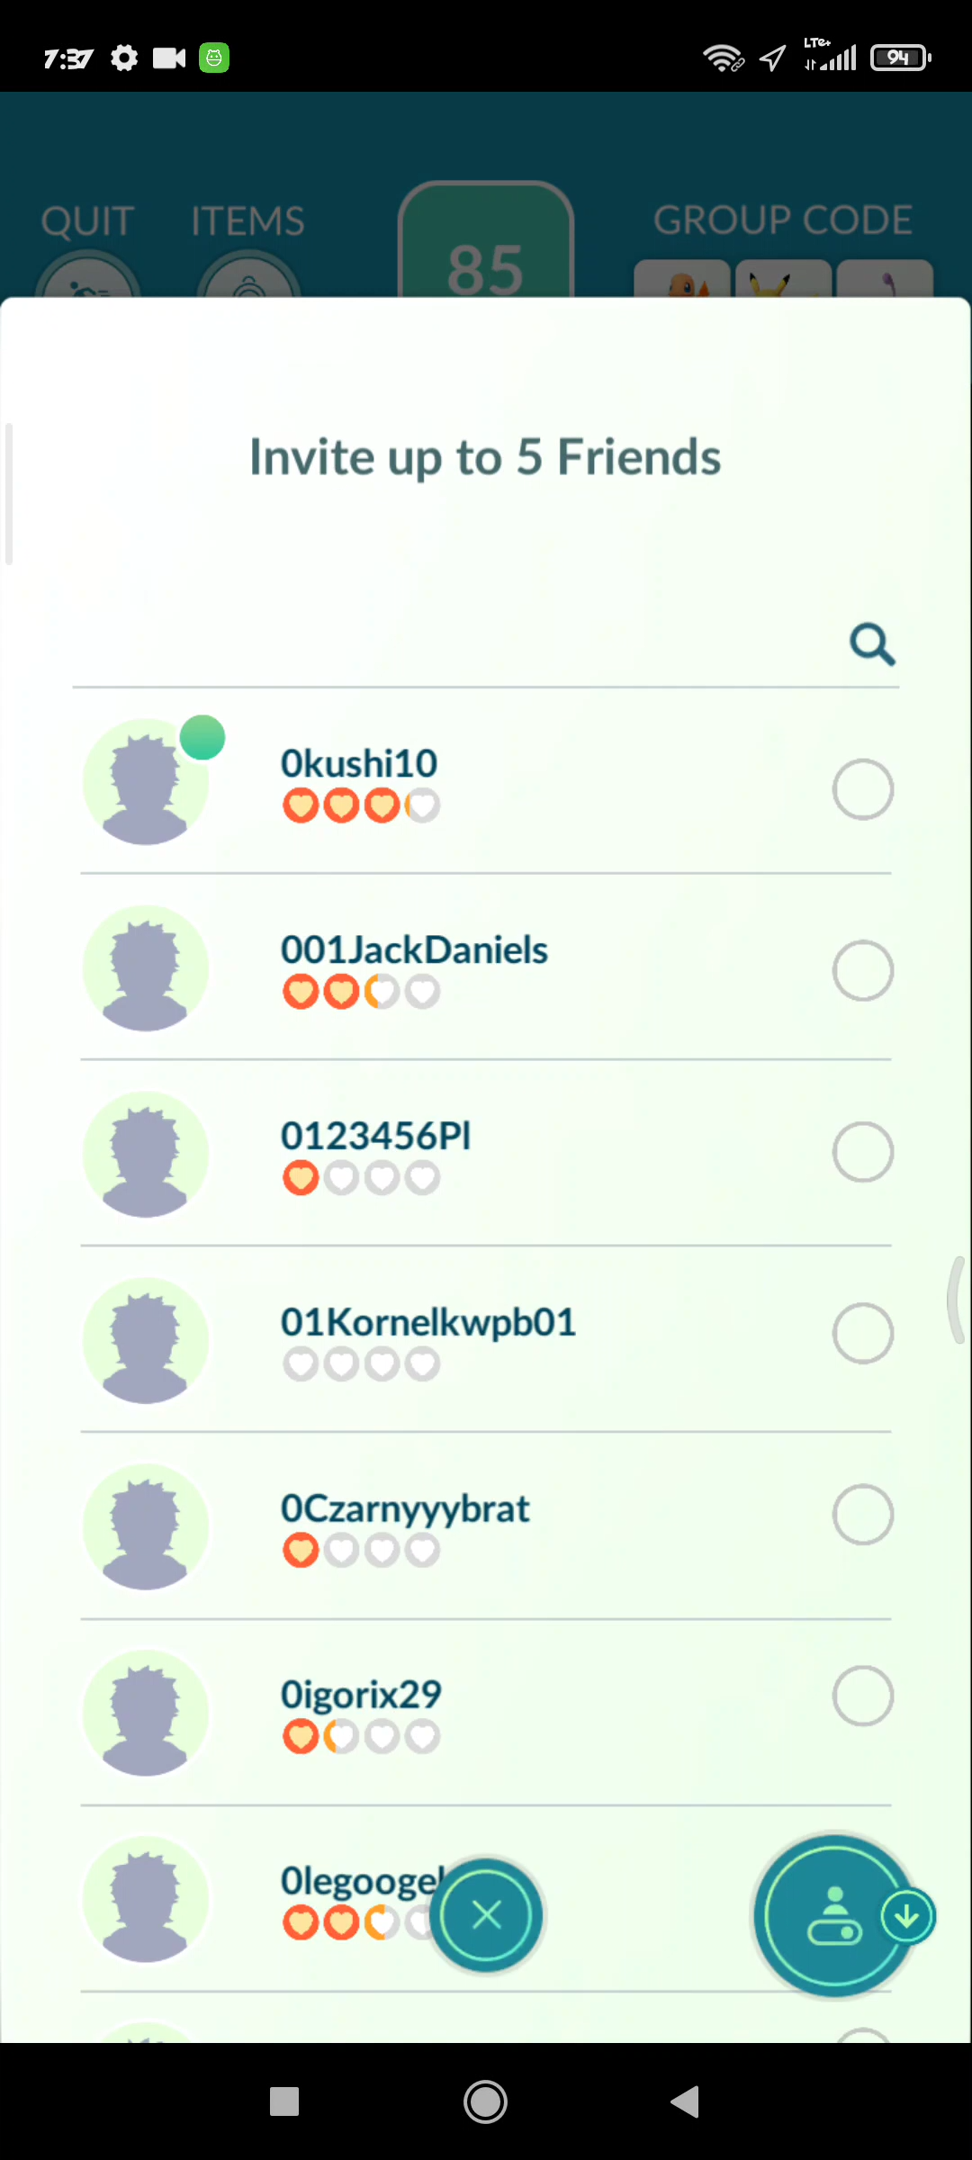 7:37
LTE+
94
QUIT
ITEMS
85
GROUP CODE
Invite up to 5 Friends
0kushi10
001JackDaniels
0123456Pl
01Kornelkwpb01
0Czarnyyybrat
0igorix29